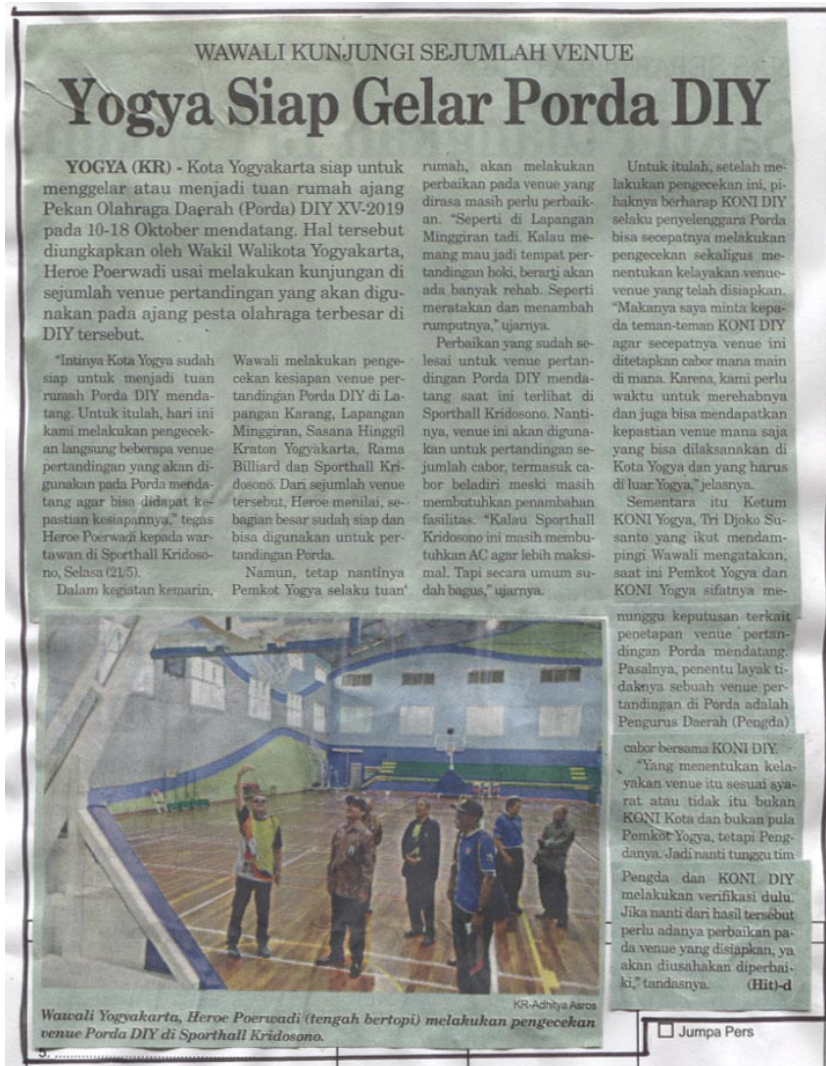 WAWALI KUNJUNGI SEJUMLAH VENUE
Yogya Siap Gelar Porda DIY
YOGYA (KR) - Kota Yogyakarta siap untuk
menggelar atau menjadi tuan rumah ajang
Pekan Olahraga Daerah (Porda) DIY XV-2019
pada 10-18 Oktober mendatang. Hal tersebut
diungkapkan oleh Wakil Walikota Yogyakarta,
Heroe Poerwadi usai melakukan kunjungan di
sejumlah venue pertandingan yang akan digu-
nakan pada ajang pesta olahraga terbesar di
DIY tersebut.
"Intinya Kota Yogya sudah
siap untuk menjadi tuan
rumah Porda DIY menda-
tang. Untuk itulah, hari ini
kami melakukan pengecek-
an langsung beberapa venue
pertandingan yang akan di-
gunakan pada Porda menda-
tang agar bisa didapat ke-
pastian kesiapannya," tegas
Heroe Poerwadi kepada war-
tawan di Sporthall Kridoso-
no, Selasa (21/5).
Dalam kegiatan kemarin,
Wawali melakukan penge-
cekan kesiapan venue per-
tandingan Porda DIY di La-
pangan Karang, Lapangan
Minggiran, Sasana Hinggil
Kraton Yogyakarta, Rama
Billiard dan Sporthall Kri-
dosono. Dari sejumlah venue
tersebut, Heroe menilai, se-
bagian besar sudah siap dan
bisa digunakan untuk per-
tandingan Porda.
Namun, tetap nantinya
Pemkot Yogya selaku tuan
rumah, akan melakukan
perbaikan pada venue yang
dirasa masih perlu perbaik-
an. "Seperti di Lapangan
Minggiran tadi. Kalau me-
mang mau jadi tempat per-
tandingan hoki, berarti akan
ada banyak rehab. Seperti
meratakan dan menambah
rumputnya," ujarnya.
Perbaikan yang sudah se-
lesai untuk venue pertan-
dingan Porda DIY menda-
tang saat ini terlihat di
Sporthall Kridosono. Nanti-
nya, venue ini akan diguna-
kan untuk pertandingan se-
jumlah cabor, termasuk ca-
bor beladiri meski masih
membutuhkan penambahan
fasilitas. "Kalau Sporthall
Kridosono ini masih membu-
tuhkan AC agar lebih maksi-
mal. Tapi secara umum su-
dah bagus," ujarnya.
Untuk itulah, setelah me-
lakukan pengecekan ini, pi-
haknya berharap KONI DIY
selaku penyelenggara Porda
bisa secepatnya melakukan
pengecekan sekaligus me-
nentukan kelayakan venue-
venue yang telah disiapkan.
"Makanya saya minta kepa-
da teman-teman KONI DIY
agar secepatnya venue ini
ditetapkan cabor mana main
di mana. Karena, kami perlu
waktu untuk merehabnya
dan juga bisa mendapatkan
kepastian venue mana saja
yang bisa dilaksanakan di
Kota Yogya dan yang harus
di luar Yogya," jelasnya.
Sementara itu Ketum
KONI Yogya, Tri Djoko Su-
santo yang ikut mendam-
pingi Wawali mengatakan,
saat ini Pemkot Yogya dan
KONI Yogya sifatnya me-
nunggu keputusan terkait
penetapan venue pertan-
dingan Porda mendatang.
Pasalnya, penentu layak ti-
daknya sebuah venue per-
tandingan di Porda adalah
Pengurus Daerah (Pengda)
cabor bersama KONI DIY.
"Yang menentukan kela-
yakan venue itu sesuai sya-
rat atau tidak itu bukan
KONI Kota dan bukan pula
Pemkot Yogya, tetapi Peng-
danya. Jadi nanti tunggu tim
Pengda dan KONI DIY
melakukan verifikasi dulu.
Jika nanti dari hasil tersebut
perlu adanya perbaikan pa-
da venue yang disiapkan, ya
akan diusahakan diperbai-
ki," tandasnya. (Hit)-d
KR-Adhitya Asros
Wawali Yogyakarta, Heroe Poerwadi (tengah bertopi) melakukan pengecekan
venue Porda DIY di Sporthall Kridosono.
5. ........................................
Jumpa Pers